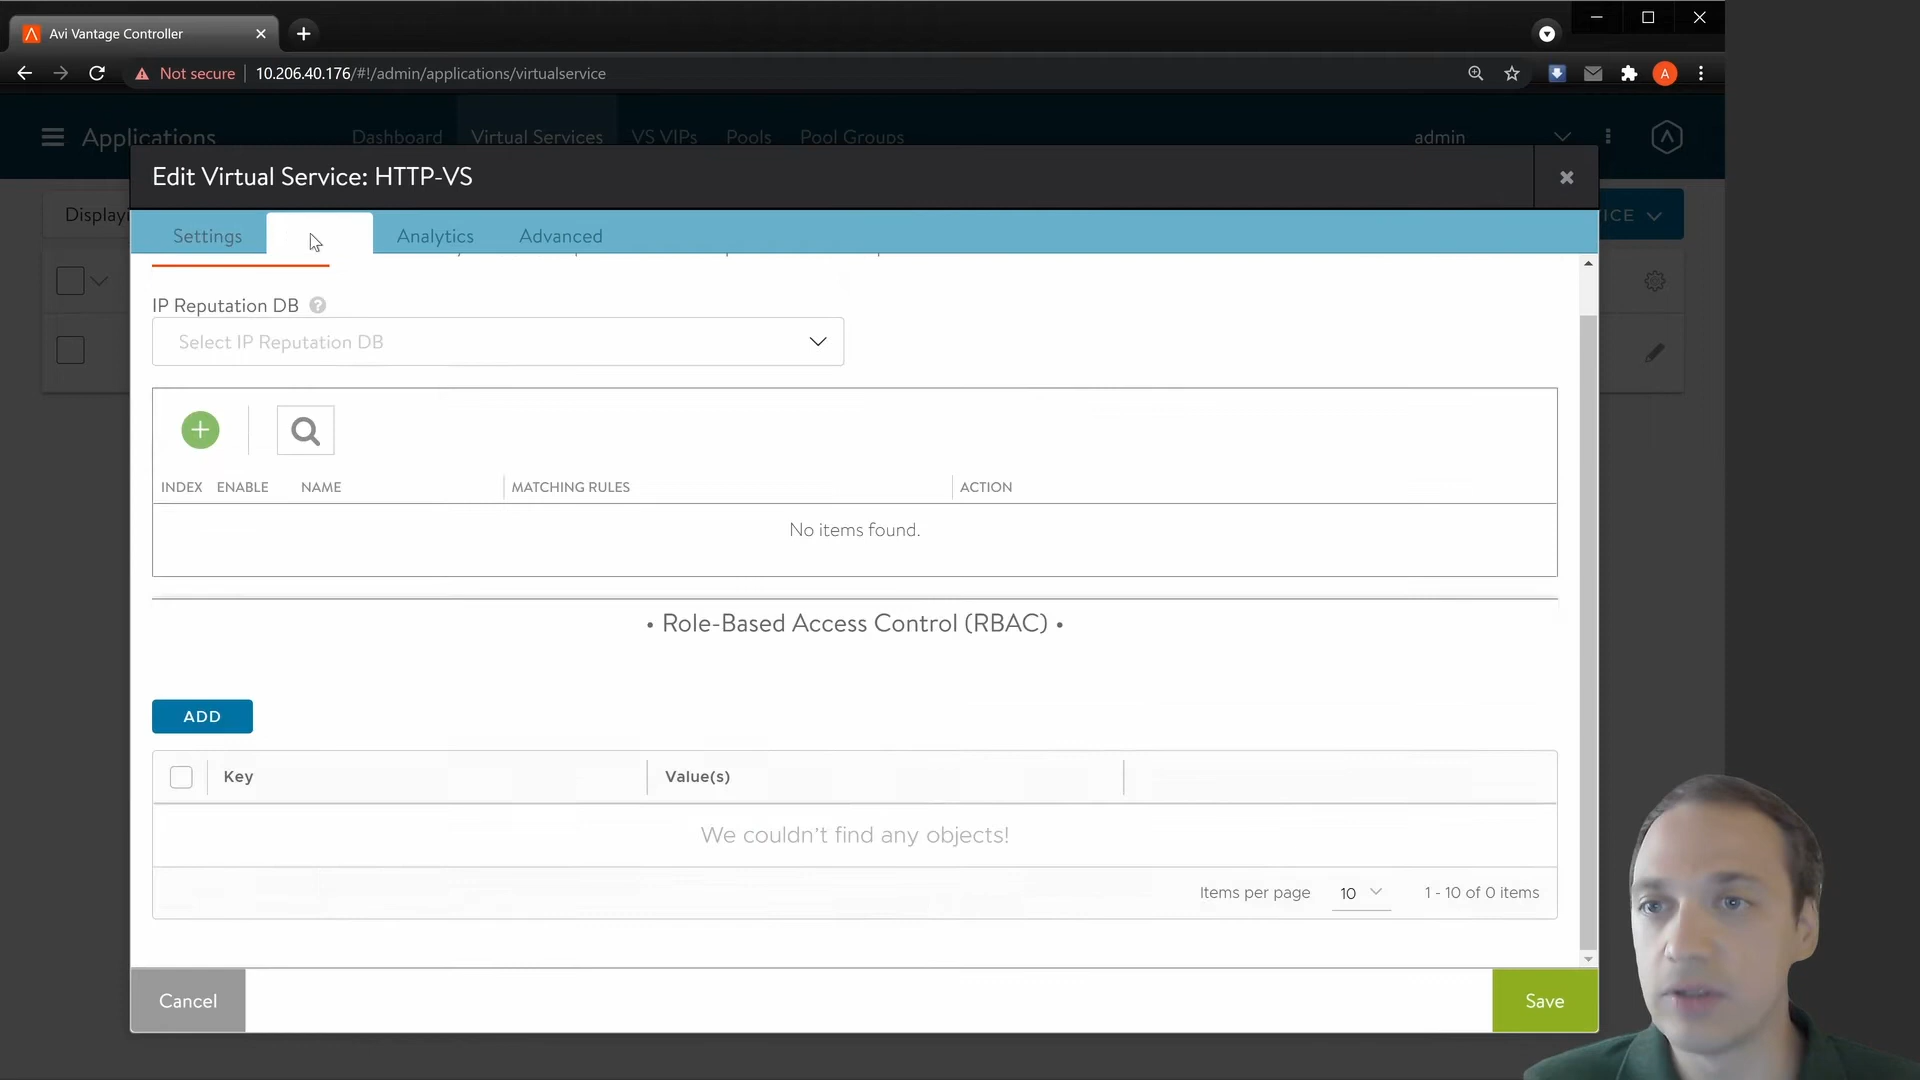 Avi Vantage Controller
Not secure
10.206.40.176/#!/admin/applications/virtualservice
A
Applications
Dashboard
Virtual Services
VS VIPs
Pools
Pool Groups
admin
Edit Virtual Service: HTTP-VS
Settings
Analytics
Advanced
IP Reputation DB ?
Select IP Reputation DB
INDEX ENABLE NAME MATCHING RULES ACTION
No items found.
• Role-Based Access Control (RBAC) •
ADD
Key Value(s)
We couldn't find any objects!
Items per page 10 1 - 10 of 0 items
Cancel
Save